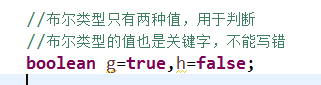 //布尔类型只有两种值，用于判断
//布尔类型的值也是关键字，不能写错
boolean g=true,h=false;